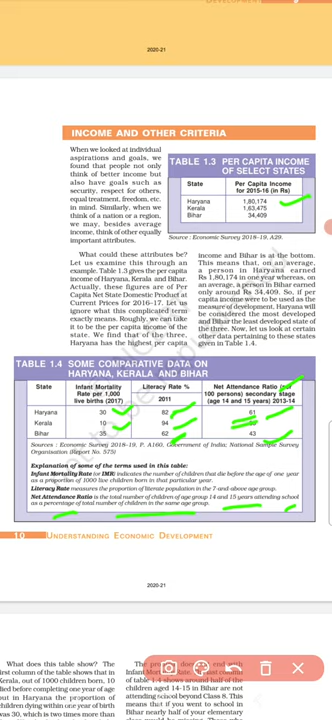 2020-21
INCOME AND OTHER CRITERIA
When we looked at individual
aspirations and goals, we
found that people not only
think of better income but
also have goals such as
security, respect for others,
equal treatment, freedom, etc.
in mind. Similarly, when we
think of a nation or a region,
we may, besides average
income, think of other equally
important attributes.
TABLE 1.3 PER CAPITA INCOME
OF SELECT STATES
State Per Capita Income
for 2015-16 (in Rs)
Haryana 1,80,174
Kerala 1,63,475
Bihar 34,409
Source : Economic Survey 2018-19, A29.
What could these attributes be?
Let us examine this through an
example. Table 1.3 gives the per capita
income of Haryana, Kerala and Bihar.
Actually, these figures are of Per
Capita Net State Domestic Product at
Current Prices for 2016-17. Let us
ignore what this complicated term
exactly means. Roughly, we can take
it to be the per capita income of the
state. We find that of the three,
Haryana has the highest per capita
income and Bihar is at the bottom.
This means that, on an average,
a person in Haryana earned
Rs 1,80,174 in one year whereas, on
an average, a person in Bihar earned
only around Rs 34,409. So, if per
capita income were to be used as the
measure of development, Haryana will
be considered the most developed
and Bihar the least developed state of
the three. Now, let us look at certain
other data pertaining to these states
given in Table 1.4.
TABLE 1.4 SOME COMPARATIVE DATA ON
HARYANA, KERALA AND BIHAR
State Infant Mortality Literacy Rate % Net Attendance Ratio (per
Rate per 1,000 2011 100 persons) secondary stage
live births (2017) (age 14 and 15 years) 2013-14
Haryana 30 82 61
Kerala 10 94
Bihar 35 62 43
Sources : Economic Survey 2018-19, P. A160, Government of India; National Sample Survey
Organisation (Report No. 575)
Explanation of some of the terms used in this table:
Infant Mortality Rate (or IMR) indicates the number of children that die before the age of one year
as a proportion of 1000 live children born in that particular year.
Literacy Rate measures the proportion of literate population in the 7-and-above age group.
Net Attendance Ratio is the total number of children of age group 14 and 15 years attending school
as a percentage of total number of children in the same age group.
10 UNDERSTANDING ECONOMIC DEVELOPMENT
2020-21
What does this table show? The
first column of the table shows that in
Kerala, out of 1000 children born, 10
died before completing one year of age
but in Haryana the proportion of
children dying within one year of birth
was 30, which is two times more than
The
Infant
of table 1.4 shows around half of the
children aged 14-15 in Bihar are not
attending school beyond Class 8. This
means that if you went to school in
Bihar nearly half of your elementary